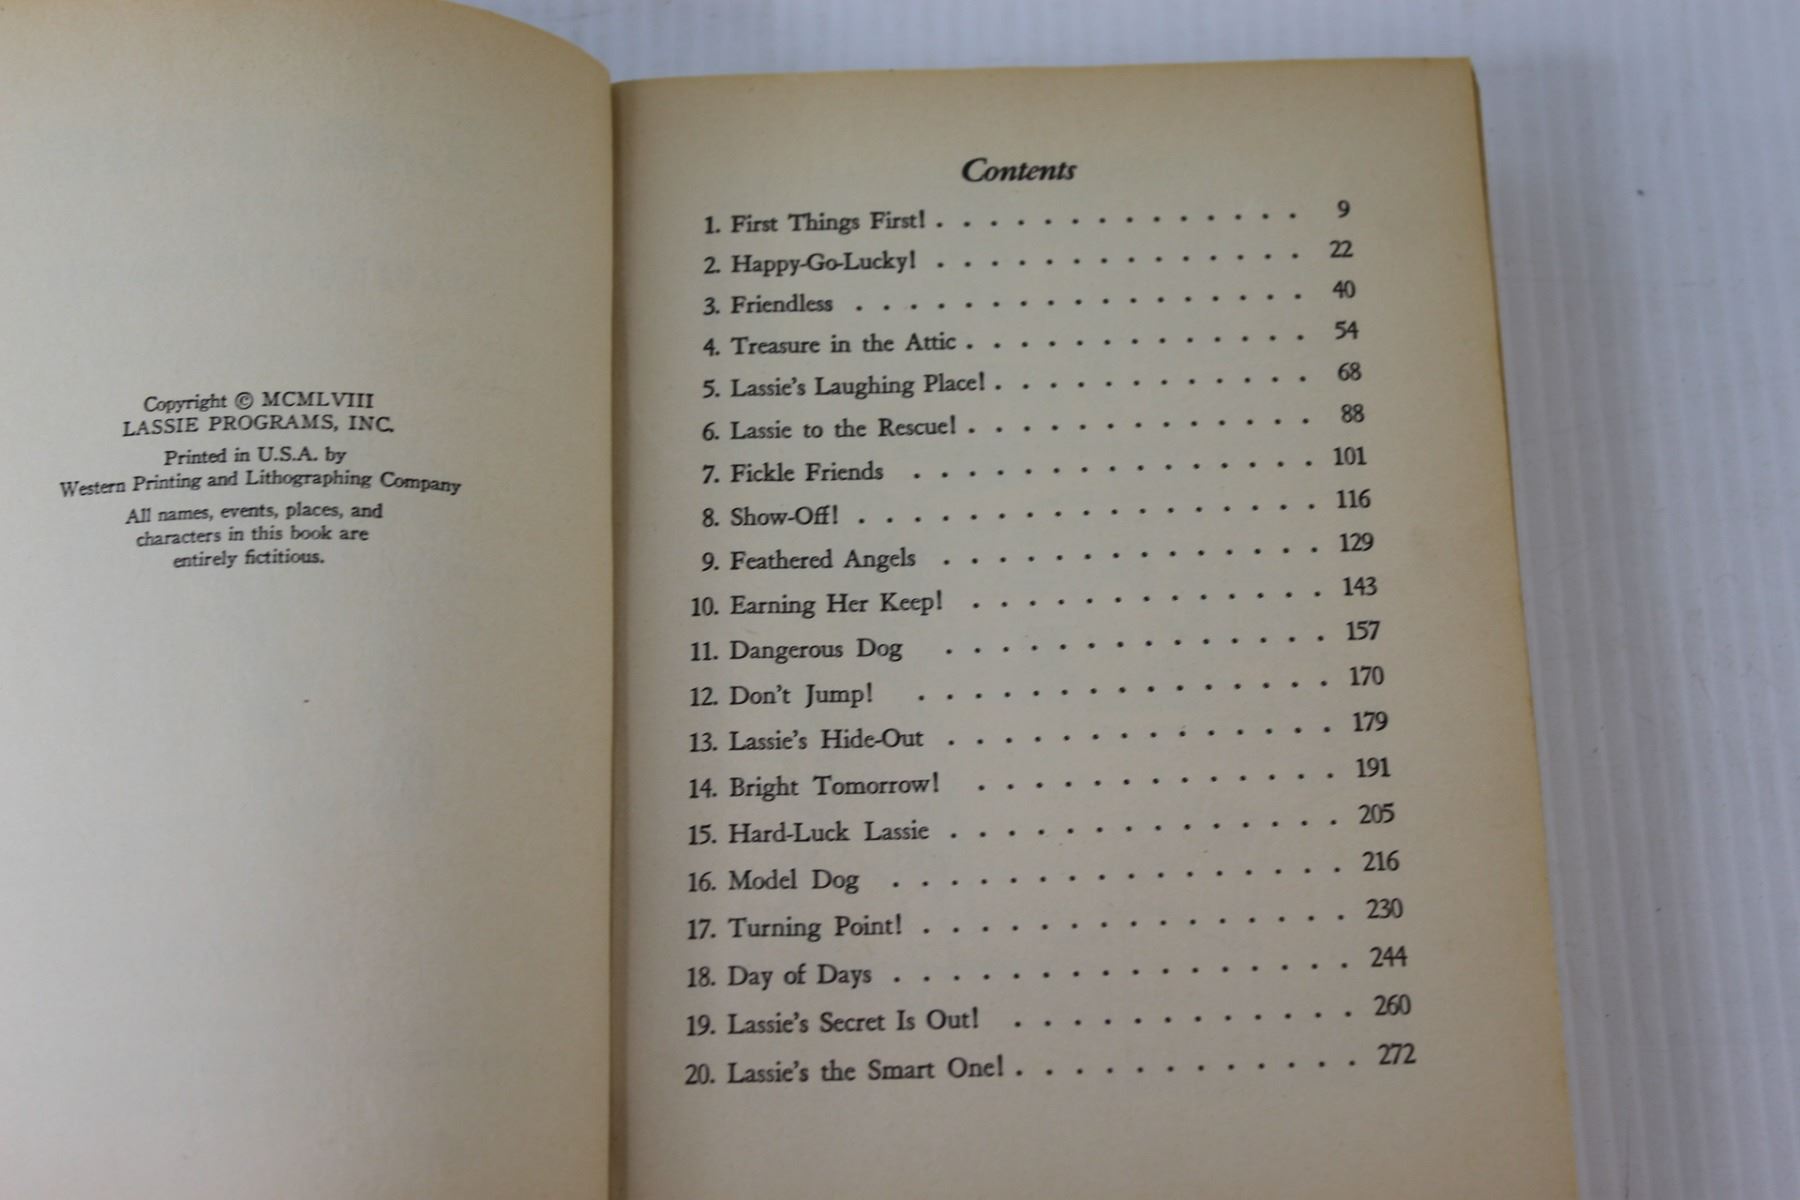 Copyright © MCMLVIII
LASSIE PROGRAMS, INC.
Printed in U.S.A. by
Western Printing and Lithographing Company
All names, events, places, and
characters in this book are
entirely fictitious.
Contents
1. First Things First! . . . . . . . . . . . . . . 9
2. Happy-Go-Lucky! . . . . . . . . . . . . . . 22
3. Friendless . . . . . . . . . . . . . . . . . 40
4. Treasure in the Attic . . . . . . . . . . . . . 54
5. Lassie's Laughing Place! . . . . . . . . . . . . 68
6. Lassie to the Rescue! . . . . . . . . . . . . . 88
7. Fickle Friends . . . . . . . . . . . . . . . 101
8. Show-Off! . . . . . . . . . . . . . . . . . 116
9. Feathered Angels . . . . . . . . . . . . . . 129
10. Earning Her Keep! . . . . . . . . . . . . . 143
11. Dangerous Dog . . . . . . . . . . . . . . 157
12. Don't Jump! . . . . . . . . . . . . . . . 170
13. Lassie's Hide-Out . . . . . . . . . . . . . . 179
14. Bright Tomorrow! . . . . . . . . . . . . . 191
15. Hard-Luck Lassie . . . . . . . . . . . . . . 205
16. Model Dog . . . . . . . . . . . . . . . . 216
17. Turning Point! . . . . . . . . . . . . . . . 230
18. Day of Days . . . . . . . . . . . . . . . . 244
19. Lassie's Secret Is Out! . . . . . . . . . . . . 260
20. Lassie's the Smart One! . . . . . . . . . . . . 272